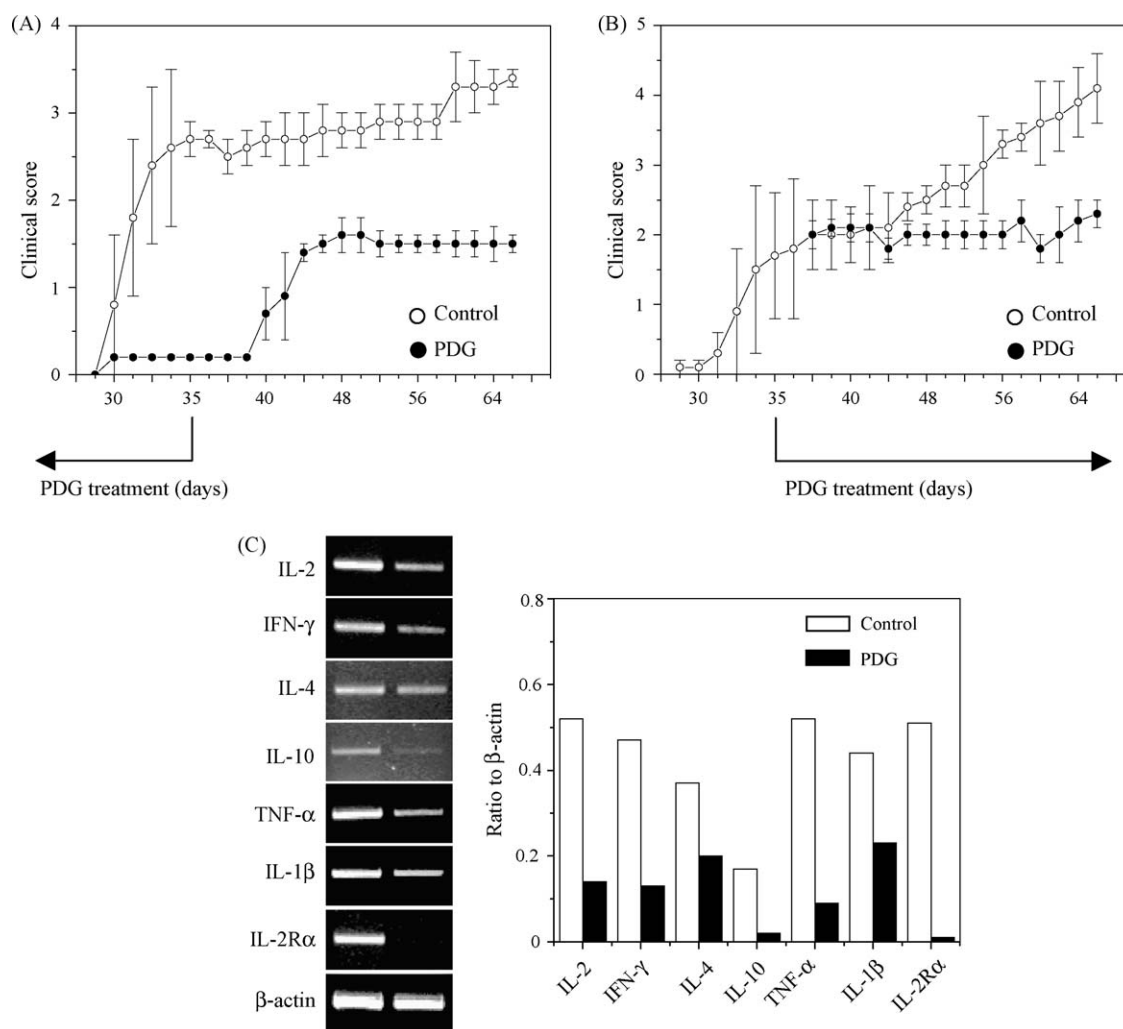 (A)
4
3
2
1
0
Clinical score
Control
PDG
30 35 40 48 56 64
PDG treatment (days)
(B)
5
4
3
2
1
0
Clinical score
Control
PDG
30 35 40 48 56 64
PDG treatment (days)
(C)
IL-2
IFN-γ
IL-4
IL-10
TNF-α
IL-1β
IL-2Rα
β-actin
0.8
0.6
0.4
0.2
0
Ratio to β-actin
Control
PDG
IL-2 IFN-γ IL-4 IL-10 TNF-α IL-1β IL-2Rα